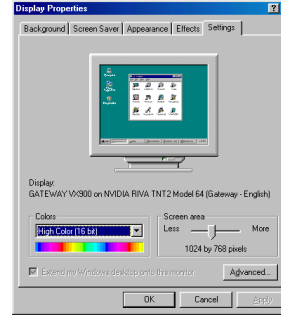 Display Properties
Background Screen Saver Appearance Effects Settings
Display:
GATEWAY VX900 on NVIDIA RIVA TNT2 Model 64 (Gateway - English)
Colors
High Color (16 bit)
Screen area
Less More
1024 by 768 pixels
Extend my Windows desktop onto this monitor.
Advanced...
OK Cancel Apply